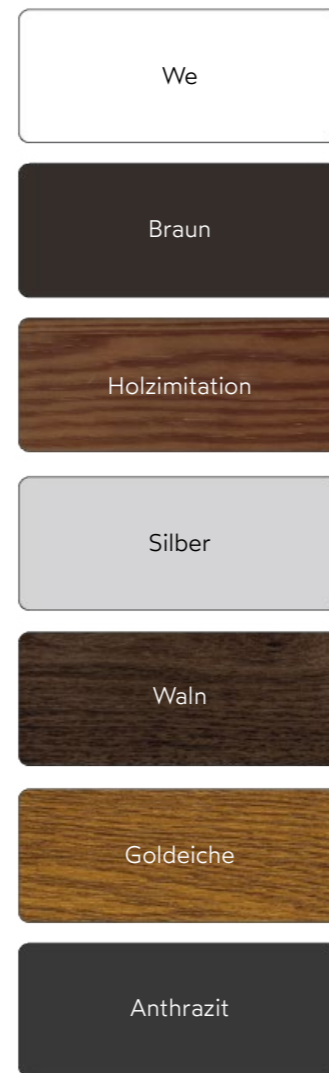 We
Braun
Holzimitation
Silber
Waln
Goldeiche
Anthrazit